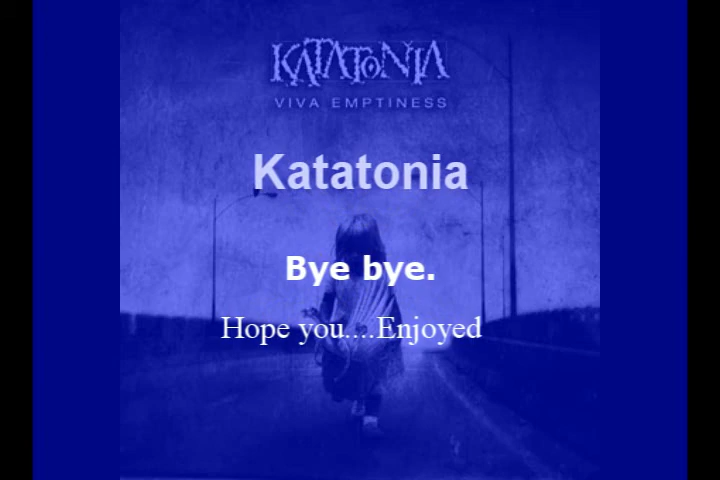 KATATONIA
VIVA EMPTINESS
Katatonia
Bye bye.
Hope you....Enjoyed